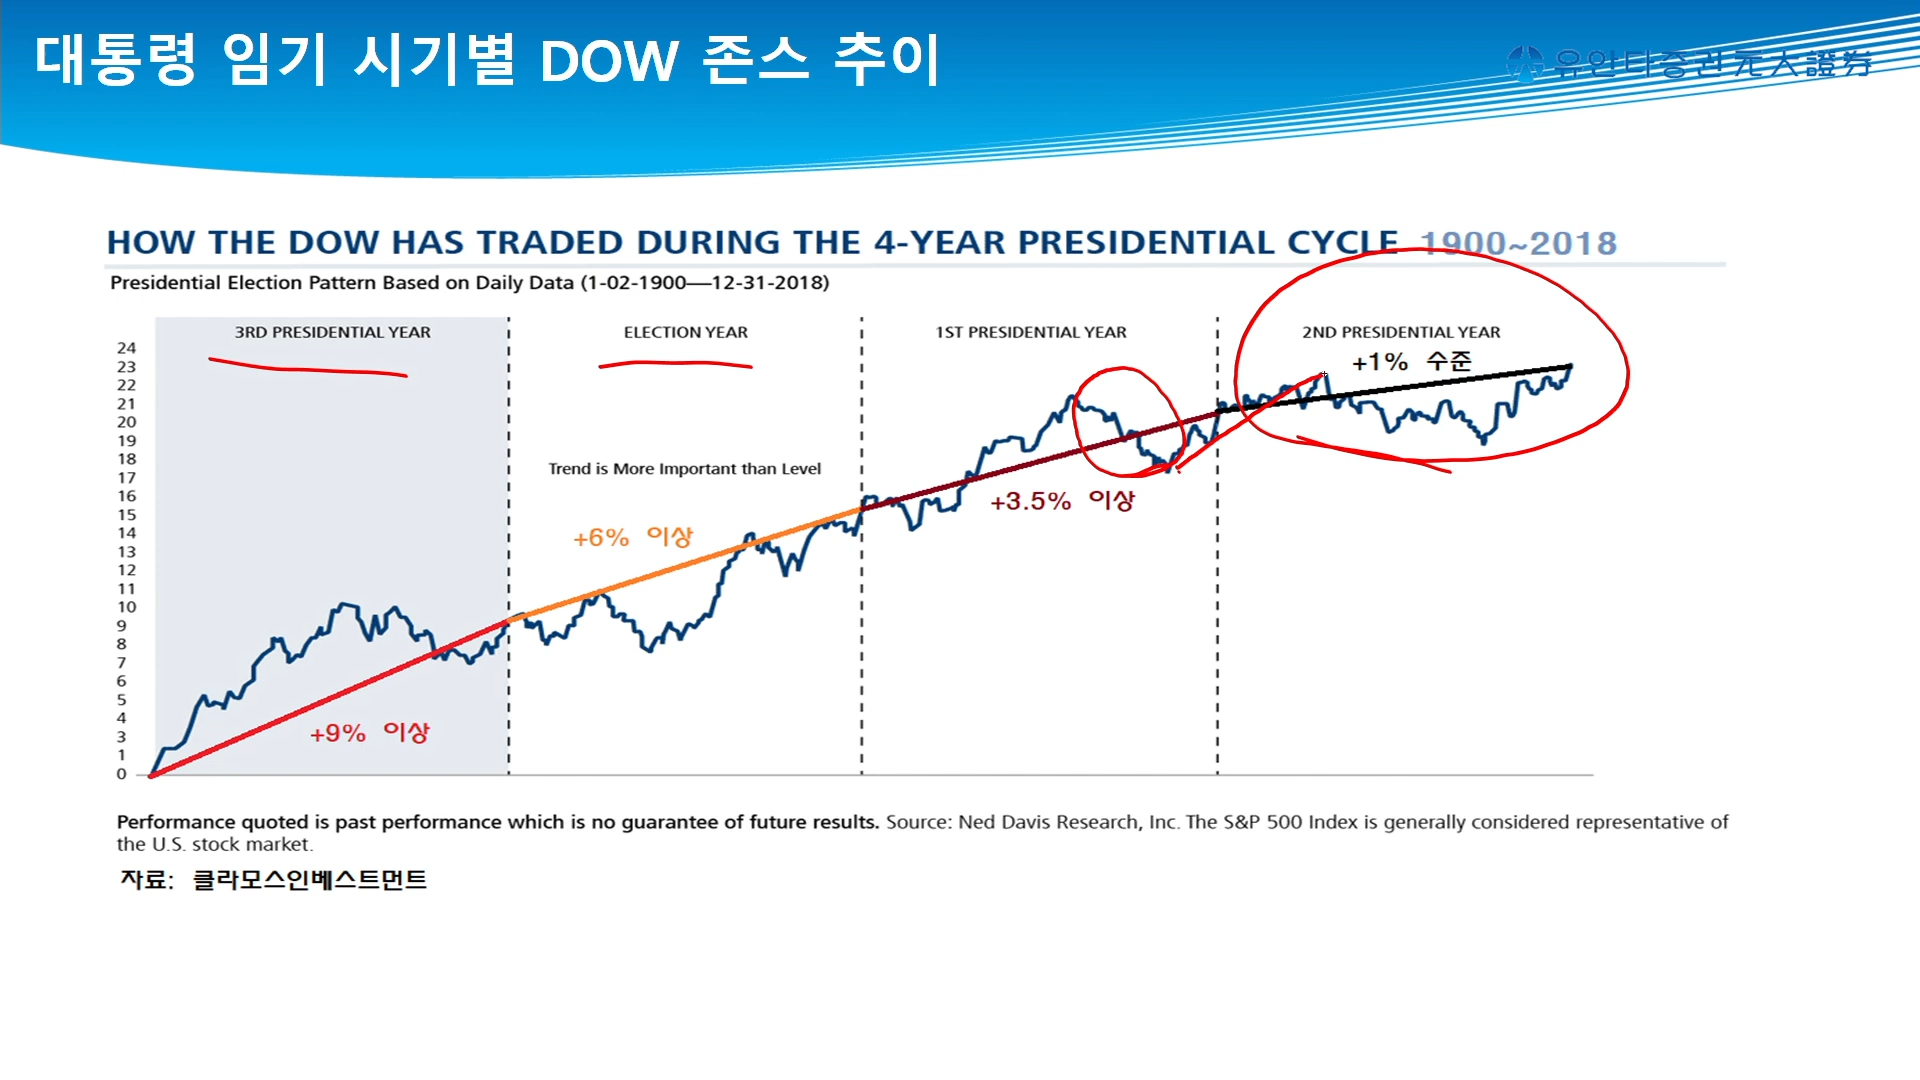 대통령 임기 시기별 DOW 존스 추이
유안타증권 元大證券
HOW THE DOW HAS TRADED DURING THE 4-YEAR PRESIDENTIAL CYCLE 1900~2018
Presidential Election Pattern Based on Daily Data (1-02-1900—12-31-2018)
3RD PRESIDENTIAL YEAR
ELECTION YEAR
1ST PRESIDENTIAL YEAR
2ND PRESIDENTIAL YEAR
+1% 수준
24
23
22
21
20
19
18
17
16
15
14
13
12
11
10
9
8
7
6
5
4
3
1
0
Trend is More Important than Level
+3.5% 이상
+6% 이상
+9% 이상
Performance quoted is past performance which is no guarantee of future results. Source: Ned Davis Research, Inc. The S&P 500 Index is generally considered representative of
the U.S. stock market.
자료: 클라모스인베스트먼트